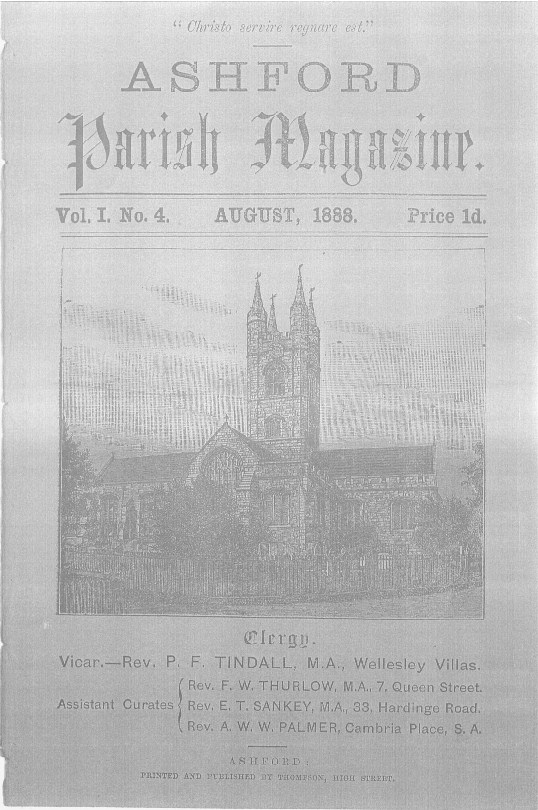 "Christo servire regnare est."
ASHFORD
Parish Magazine.
Vol. I. No. 4. AUGUST, 1888. Price 1d.
Clergy.
Vicar.—Rev. P. F. TINDALL, M.A., Wellesley Villas.
Assistant Curates
Rev. F. W. THURLOW, M.A., 7, Queen Street.
Rev. E. T. SANKEY, M.A., 33, Hardinge Road.
Rev. A. W. W. PALMER, Cambria Place, S. A.
ASHFORD:
PRINTED AND PUBLISHED BY THOMPSON, HIGH STREET.